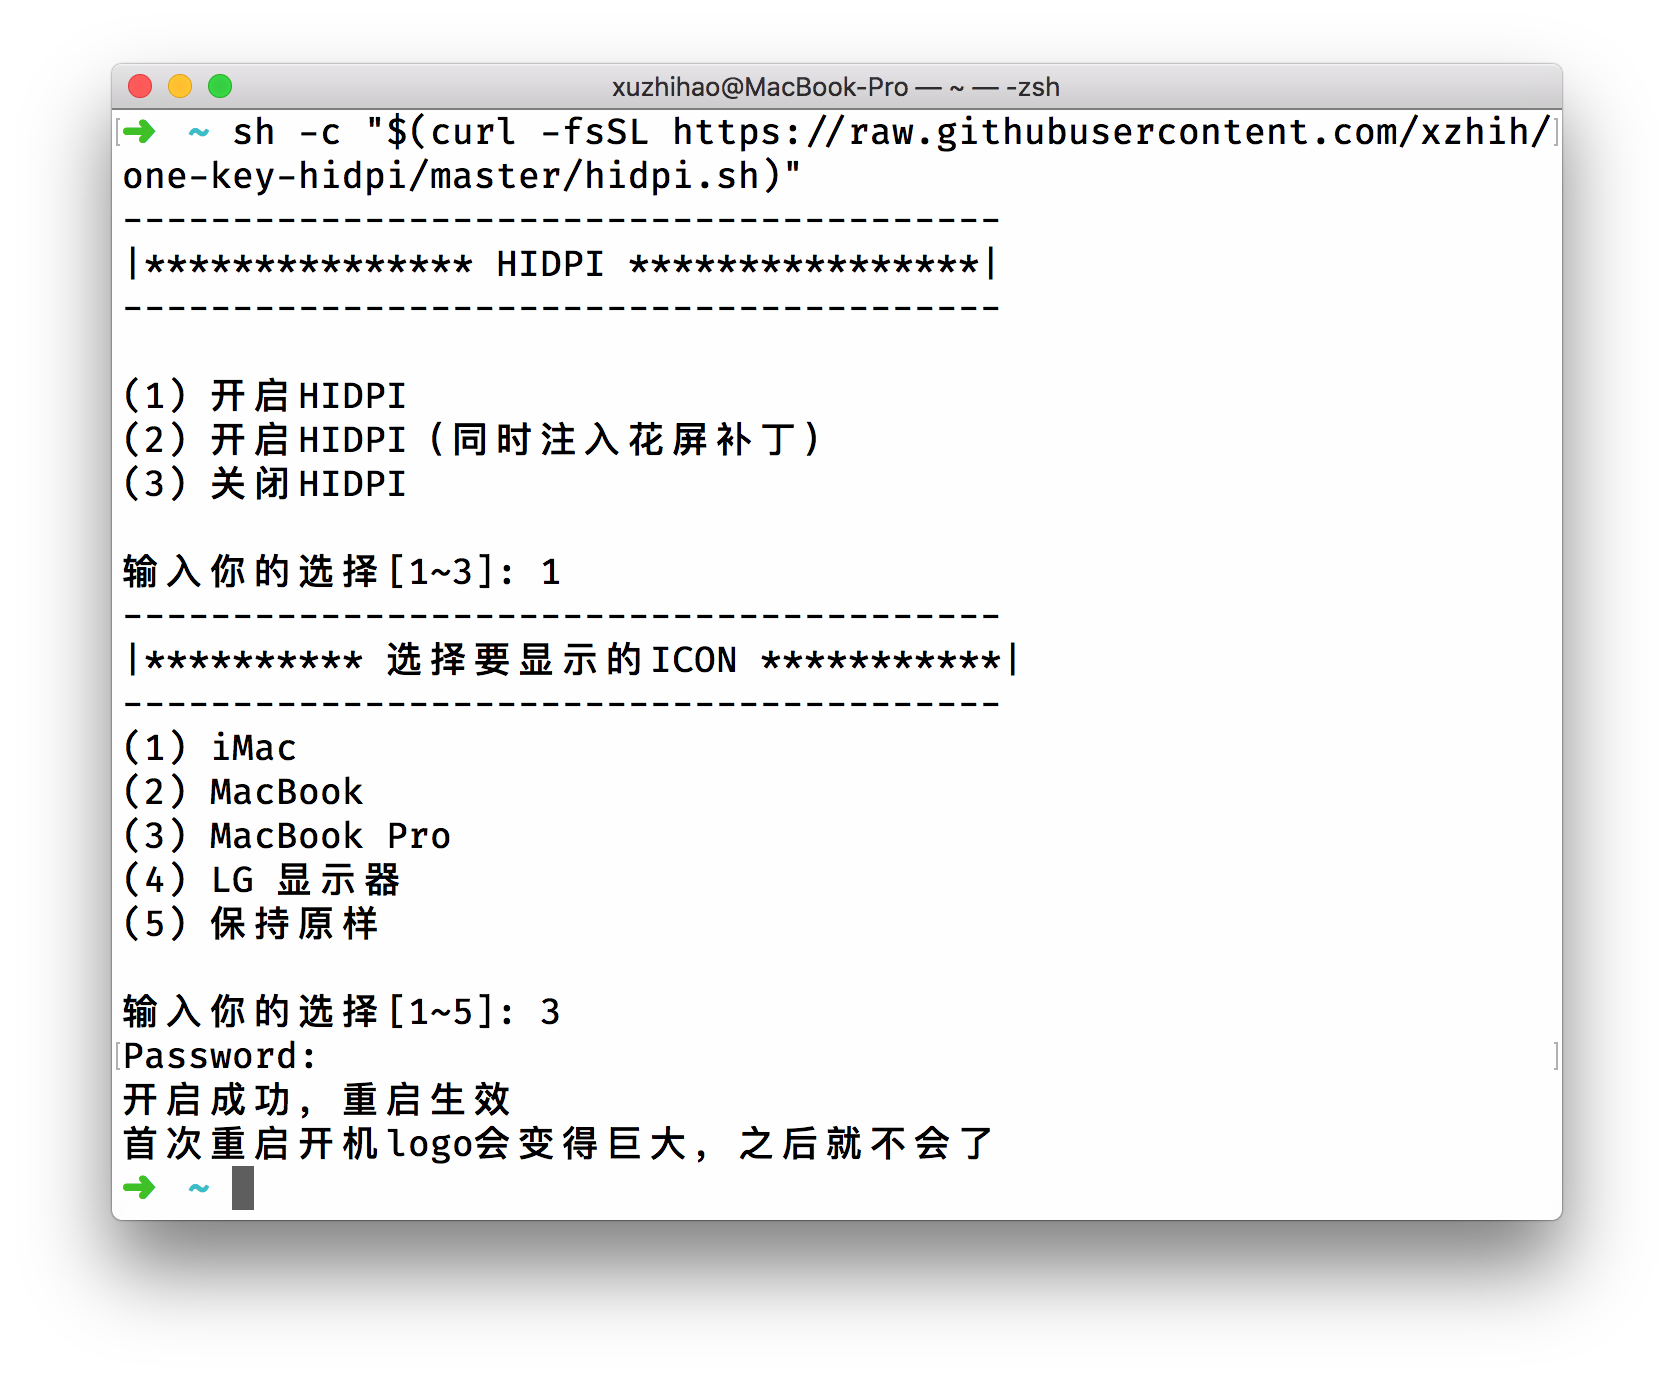 xuzhihao@MacBook-Pro — ~ — -zsh
➜  ~ sh -c "$(curl -fsSL https://raw.githubusercontent.com/xzhih/
one-key-hidpi/master/hidpi.sh)"
----------------------------------------
|*************** HIDPI ****************|
----------------------------------------
(1) 开启HIDPI
(2) 开启HIDPI(同时注入花屏补丁)
(3) 关闭HIDPI
输入你的选择[1~3]: 1
----------------------------------------
|********** 选择要显示的ICON ***********|
----------------------------------------
(1) iMac
(2) MacBook
(3) MacBook Pro
(4) LG 显示器
(5) 保持原样
输入你的选择[1~5]: 3
Password:
开启成功，重启生效
首次重启开机logo会变得巨大，之后就不会了
➜  ~